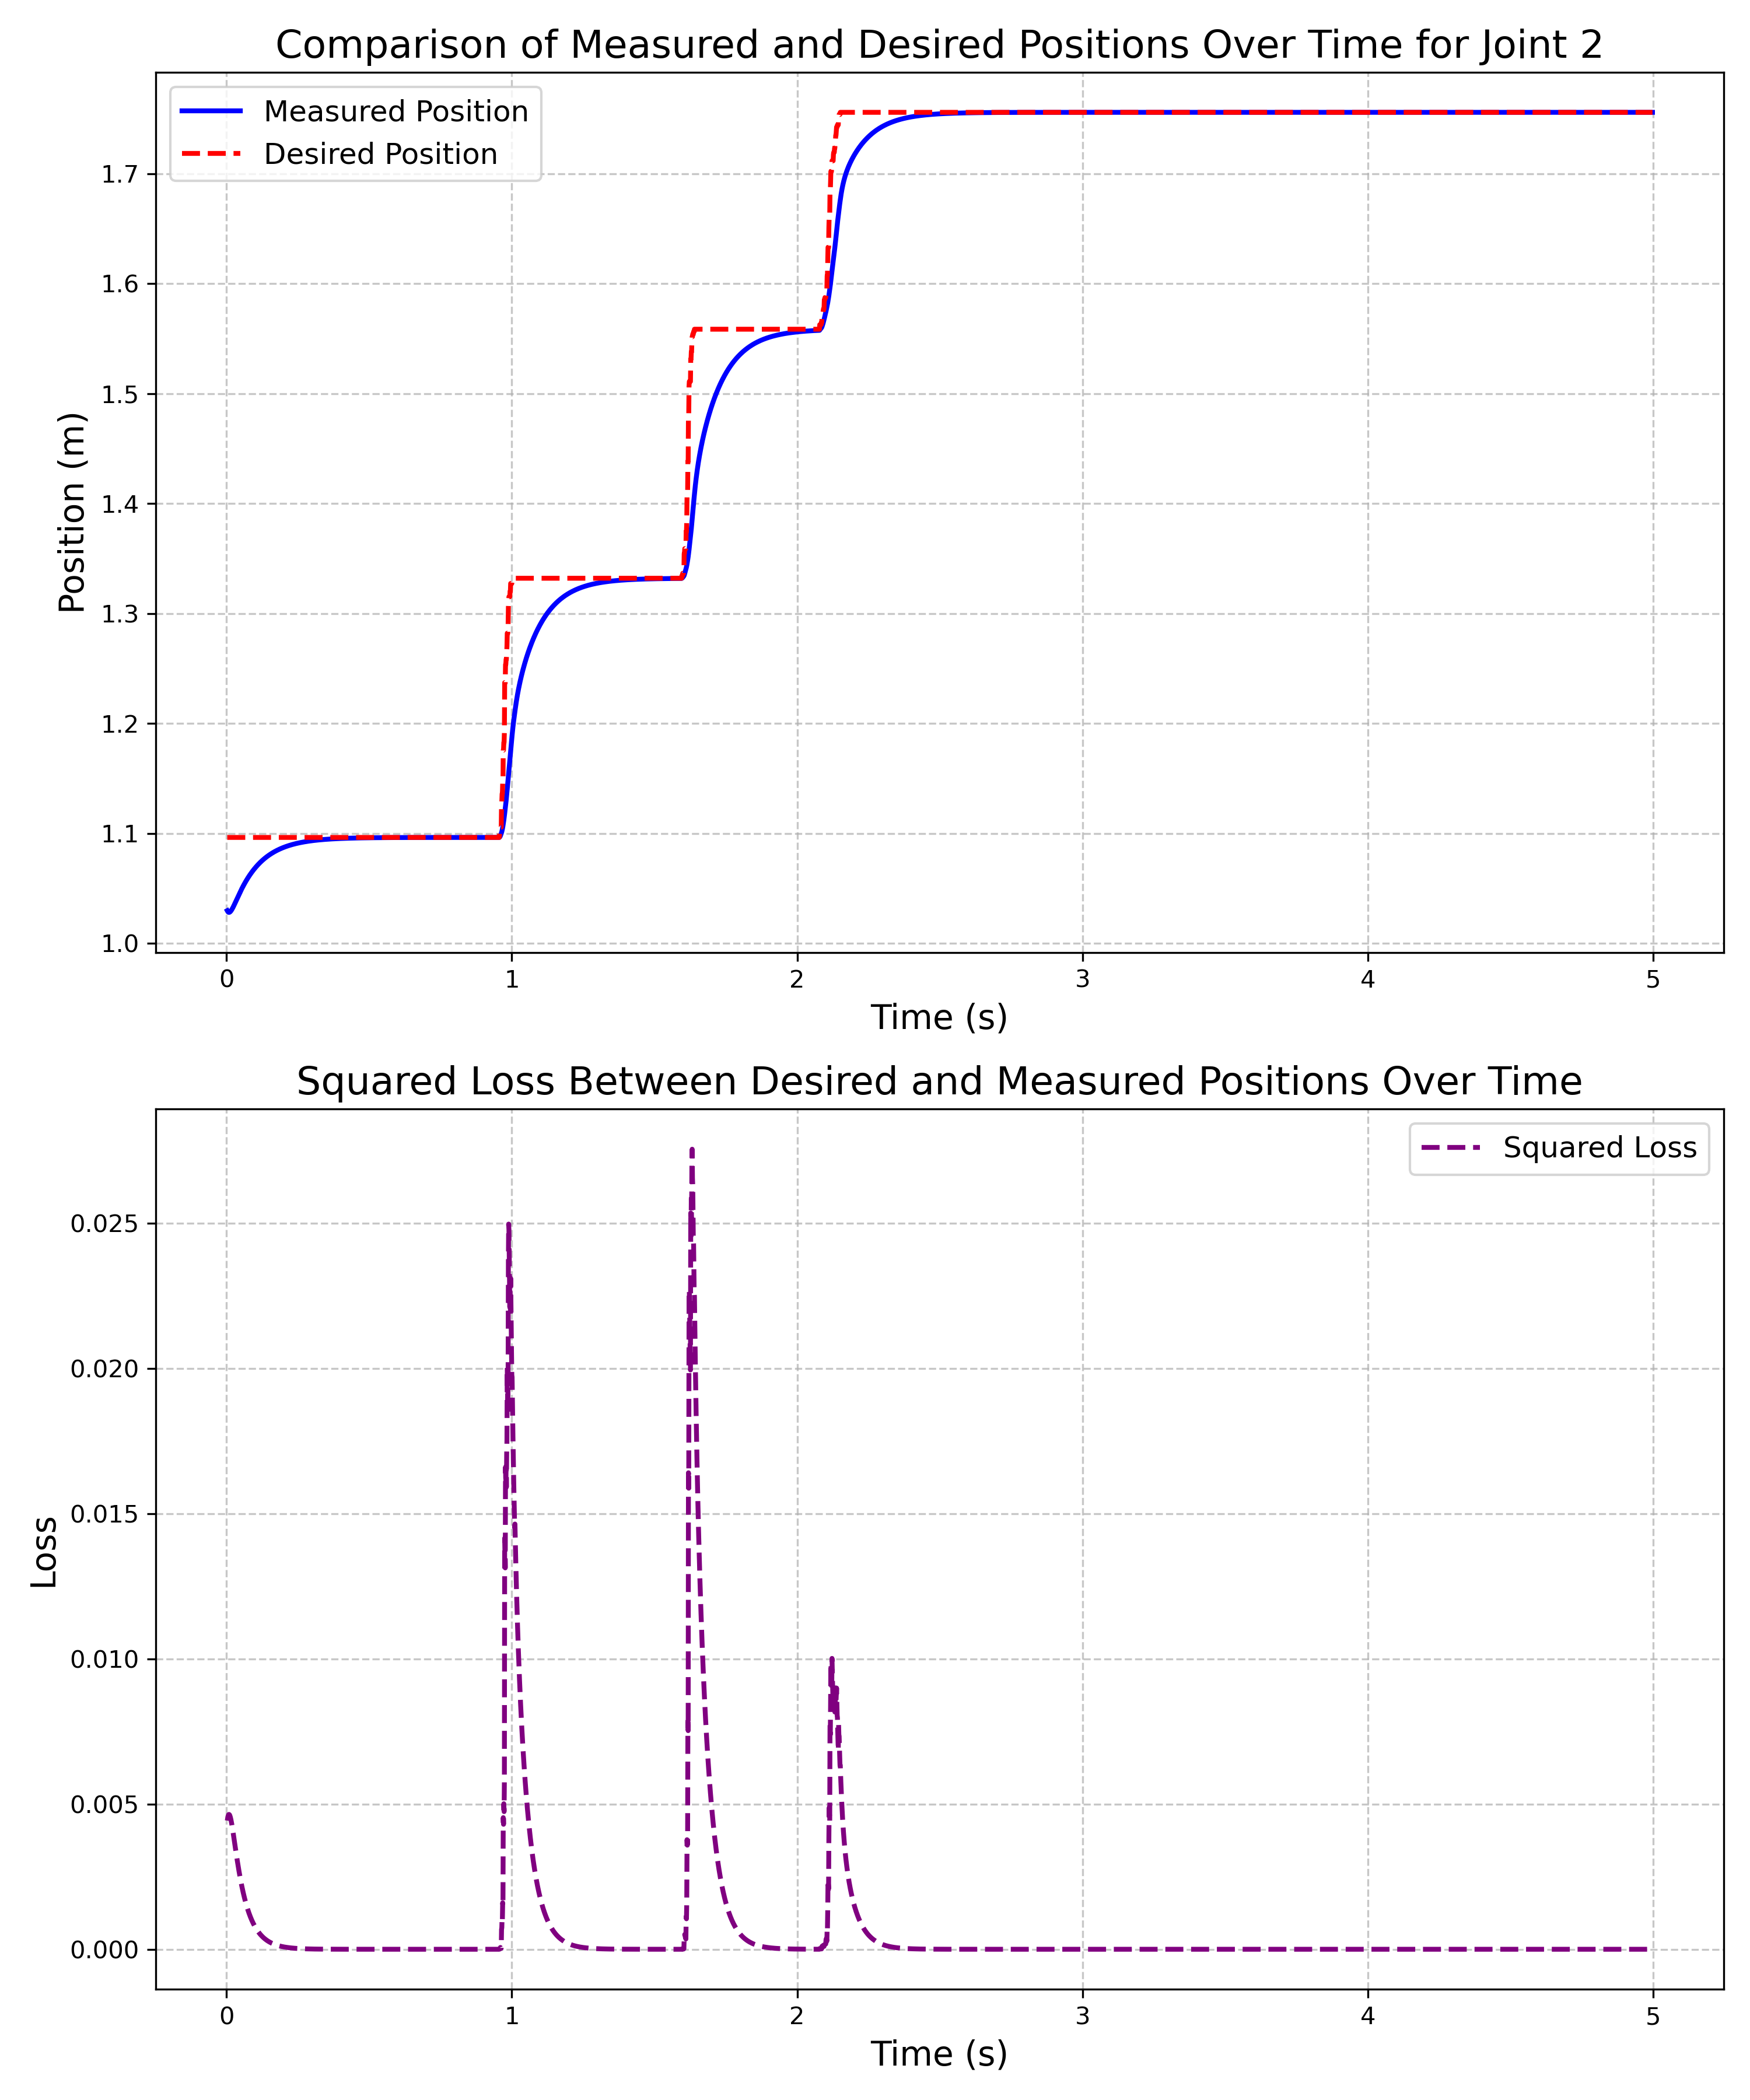 Comparison of Measured and Desired Positions Over Time for Joint 2
Measured Position
Desired Position
Position (m)
1.7
1.6
1.5
1.4
1.3
1.2
1.1
1.0
0 1 2 3 4 5
Time (s)
Squared Loss Between Desired and Measured Positions Over Time
Squared Loss
Loss
0.025
0.020
0.015
0.010
0.005
0.000
0 1 2 3 4 5
Time (s)